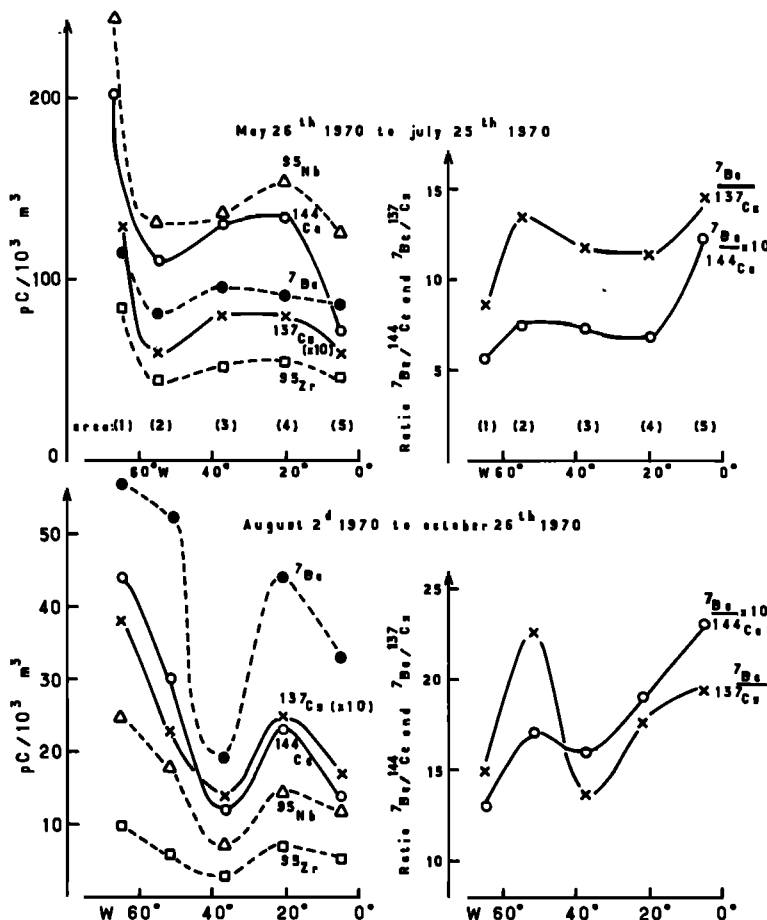 May 26th 1970 to july 25th 1970
pC/10³ m³
200
100
0
95Nb
144Ce
7Be
137Cs (x10)
95Zr
area:(1) (2) (3) (4) (5)
60°W 40° 20° 0°
Ratio 7Be/144Ce and 7Be/137Cs
15
10
5
7Be/137Cs
7Be/144Ce x10
(1) (2) (3) (4) (5)
W 60° 40° 20° 0°
August 2d 1970 to october 26th 1970
pC/10³ m³
50
40
30
20
10
7Be
137Cs (x10)
144Ce
95Nb
95Zr
W 60° 40° 20° 0°
Ratio 7Be/144Ce and 7Be/137Cs
25
20
15
10
7Be/144Ce x10
7Be/137Cs
W 60° 40° 20° 0°